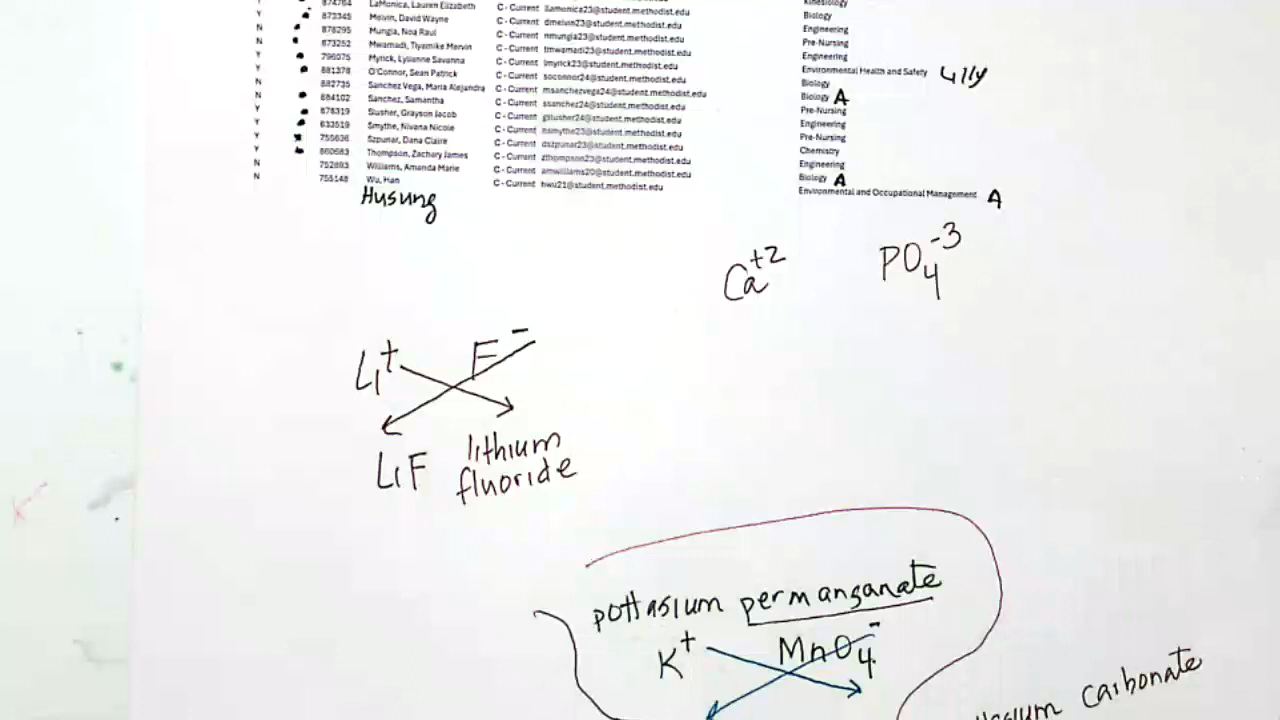 874764 LaMonica, Lauren Elizabeth C - Current llamonica23@student.methodist.edu Kinesiology
Y 873345 Melvin, David Wayne C - Current dmelvin23@student.methodist.edu Biology
N 876295 Mungia, Noa Raul C - Current nmungia23@student.methodist.edu Engineering
N 873252 Mwamadi, Tiyamike Mervin C - Current tmwamadi23@student.methodist.edu Pre-Nursing
Y Myrick, Lylianne Savanna C - Current lmyrick23@student.methodist.edu Engineering
Y 881378 O'Connor, Sean Patrick C - Current soconnor24@student.methodist.edu Environmental Health and Safety Lilly
N 882735 Sanchez Vega, Maria Alejandra C - Current msanchezvega24@student.methodist.edu Biology
N 884102 Sanchez, Samantha C - Current ssanchez24@student.methodist.edu Biology A
Y 878319 Slusher, Grayson Jacob C - Current gslusher24@student.methodist.edu Pre-Nursing
Y 633519 Smythe, Nivana Nicole C - Current nsmythe23@student.methodist.edu Engineering
Y 755636 Szpunar, Dana Claire C - Current dszpunar23@student.methodist.edu Pre-Nursing
Y 860583 Thompson, Zachary James C - Current zthompson23@student.methodist.edu Chemistry
N 752893 Williams, Amanda Marie C - Current amwilliams20@student.methodist.edu Engineering
N 755148 Wu, Han C - Current hwu21@student.methodist.edu Biology A
Environmental and Occupational Management A
Husung
Ca+2 PO4-3
Li+ F-
LiF lithium
fluoride
pottasium permanganate
K+ MnO4-
carbonate